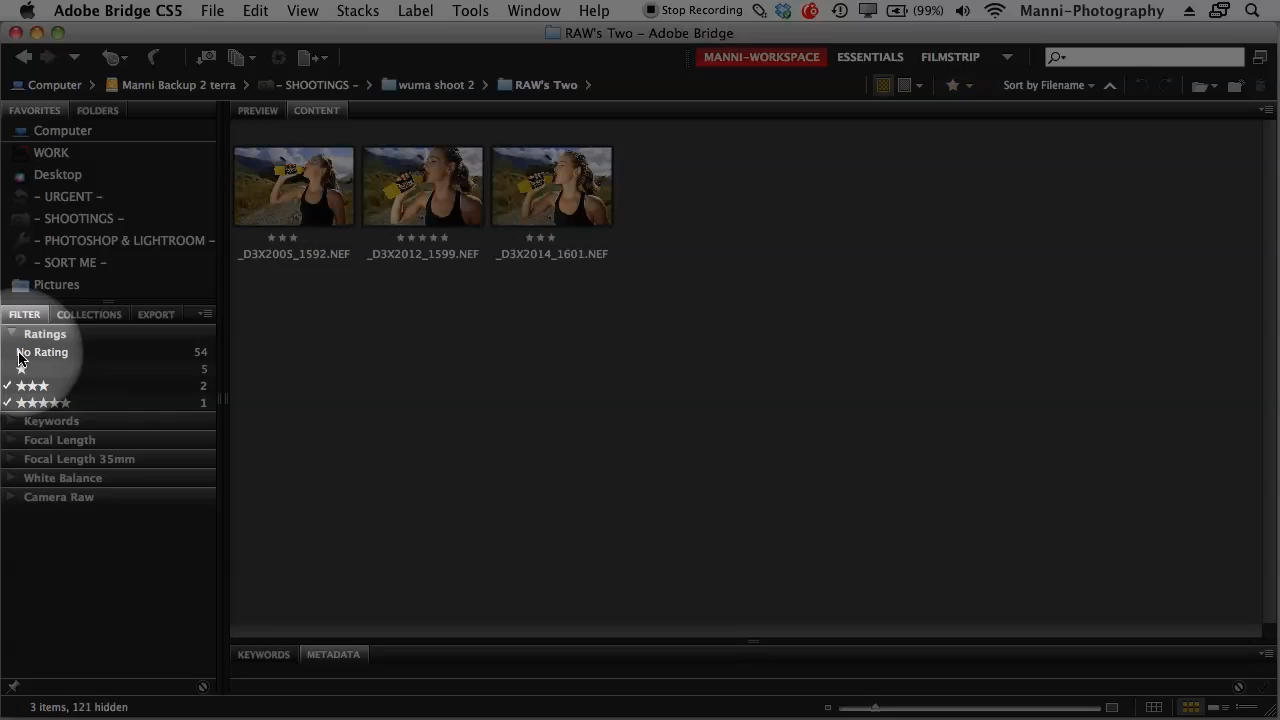 Adobe Bridge CS5 File Edit View Stacks Label Tools Window Help Stop Recording (99%) Manni-Photography
RAW's Two – Adobe Bridge
MANNI-WORKSPACE ESSENTIALS FILMSTRIP
Computer Manni Backup 2 terra – SHOOTINGS – wuma shoot 2 RAW's Two Sort by Filename
FAVORITES FOLDERS PREVIEW CONTENT
Computer
WORK
Desktop
– URGENT –
– SHOOTINGS –
– PHOTOSHOP & LIGHTROOM –
– SORT ME –
Pictures
_D3X2005_1592.NEF _D3X2012_1599.NEF _D3X2014_1601.NEF
FILTER COLLECTIONS EXPORT
Ratings
No Rating 54
★ 5
✓ ★★★ 2
✓ ★★★★★ 1
Keywords
Focal Length
Focal Length 35mm
White Balance
Camera Raw
KEYWORDS METADATA
3 items, 121 hidden